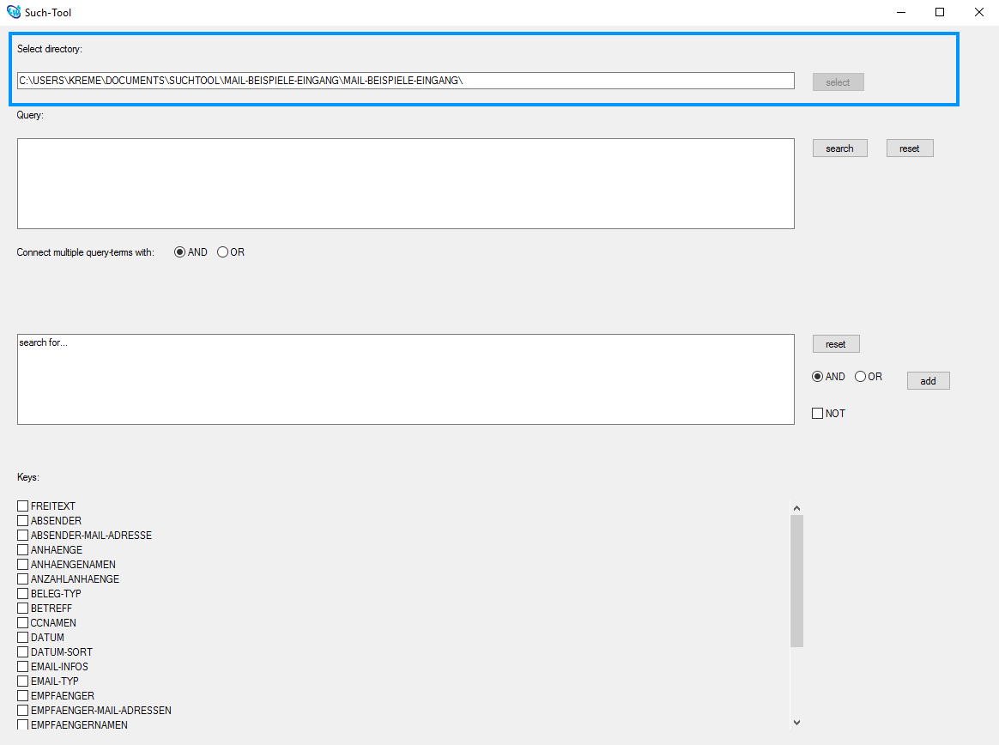 Such-Tool
Select directory:
C:\USERS\KREME\DOCUMENTS\SUCHTOOL\MAIL-BEISPIELE-EINGANG\MAIL-BEISPIELE-EINGANG\
select
Query:
search reset
Connect multiple query-terms with: AND OR
search for...
reset
AND OR add
NOT
Keys:
FREITEXT
ABSENDER
ABSENDER-MAIL-ADRESSE
ANHAENGE
ANHAENGENAMEN
ANZAHLANHAENGE
BELEG-TYP
BETREFF
CCNAMEN
DATUM
DATUM-SORT
EMAIL-INFOS
EMAIL-TYP
EMPFAENGER
EMPFAENGER-MAIL-ADRESSEN
EMPFAENGERNAMEN